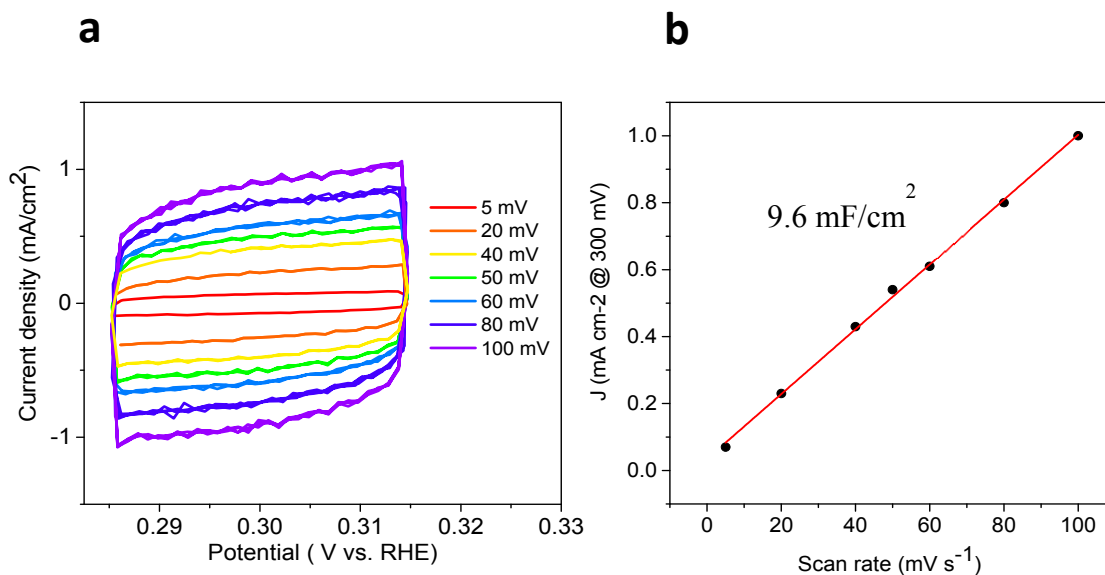 a
b
Current density (mA/cm²)
1
0
-1
0.29
0.30
0.31
0.32
0.33
Potential ( V vs. RHE)
5 mV
20 mV
40 mV
50 mV
60 mV
80 mV
100 mV
J (mA cm-2 @ 300 mV)
1.0
0.8
0.6
0.4
0.2
0.0
9.6 mF/cm²
0
20
40
60
80
100
Scan rate (mV s⁻¹)